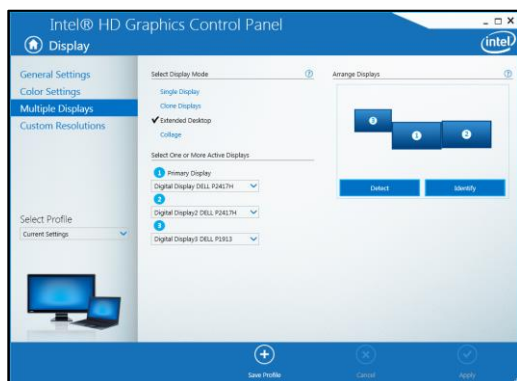 Intel® HD Graphics Control Panel
Display
intel
General Settings
Color Settings
Multiple Displays
Custom Resolutions
Select Profile
Current Settings
Select Display Mode
?
Single Display
Clone Displays
Extended Desktop
Collage
Select One or More Active Displays
1 Primary Display
Digital Display DELL P2417H
2
Digital Display2 DELL P2417H
3
Digital Display3 DELL P1913
Arrange Displays
?
3
1
2
Detect
Identify
Save Profile
Cancel
Apply